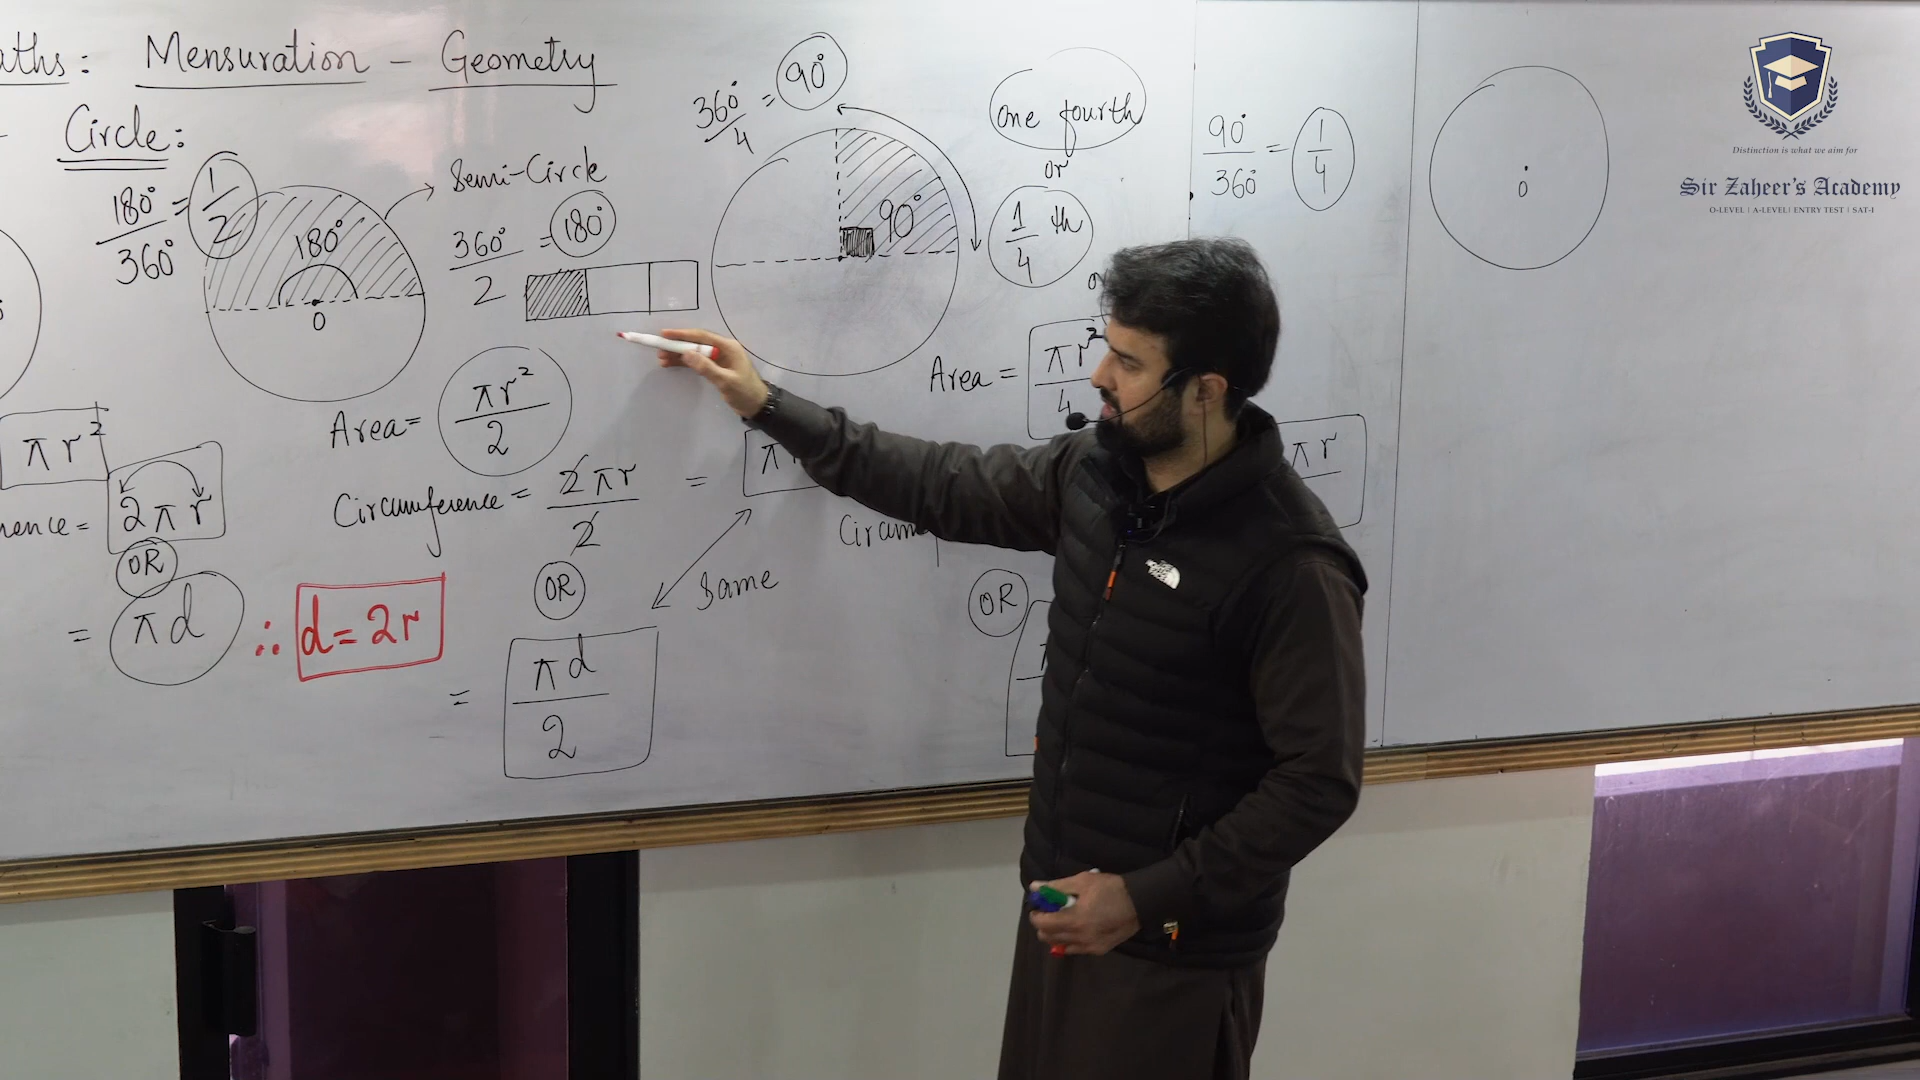 aths: Mensuration - Geometry
Circle:
180°/360° = 1/2
180°
O
Semi-Circle
360°/2 = 180°
πr²
2πr
OR
= πd
∴ d = 2r
Area = πr²/2
Circumference = 2πr/2 = π
OR
= πd/2
Same
360°/4 = 90°
90°
one fourth
or
1/4 th
Area = πr²/4
Circum
πr
OR
90°/360° = 1/4
O
Distinction is what we aim for
Sir Zaheer's Academy
O-LEVEL | A-LEVEL| ENTRY TEST | SAT-I
THE NORTH FACE